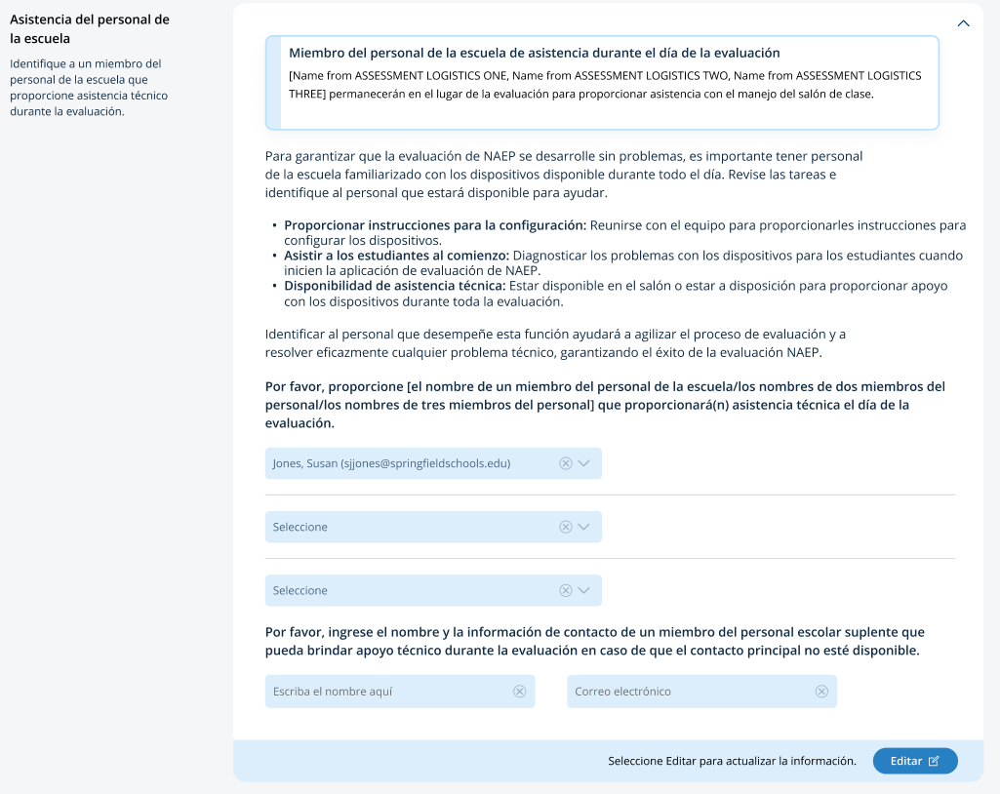 Asistencia del personal de
la escuela
Identifique a un miembro del
personal de la escuela que
proporcione asistencia técnico
durante la evaluación.
Miembro del personal de la escuela de asistencia durante el día de la evaluación
[Name from ASSESSMENT LOGISTICS ONE, Name from ASSESSMENT LOGISTICS TWO, Name from ASSESSMENT LOGISTICS
THREE] permanecerán en el lugar de la evaluación para proporcionar asistencia con el manejo del salón de clase.
Para garantizar que la evaluación de NAEP se desarrolle sin problemas, es importante tener personal
de la escuela familiarizado con los dispositivos disponible durante todo el día. Revise las tareas e
identifique al personal que estará disponible para ayudar.
• Proporcionar instrucciones para la configuración: Reunirse con el equipo para proporcionarles instrucciones para
configurar los dispositivos.
• Asistir a los estudiantes al comienzo: Diagnosticar los problemas con los dispositivos para los estudiantes cuando
inicien la aplicación de evaluación de NAEP.
• Disponibilidad de asistencia técnica: Estar disponible en el salón o estar a disposición para proporcionar apoyo
con los dispositivos durante toda la evaluación.
Identificar al personal que desempeñe esta función ayudará a agilizar el proceso de evaluación y a
resolver eficazmente cualquier problema técnico, garantizando el éxito de la evaluación NAEP.
Por favor, proporcione [el nombre de un miembro del personal de la escuela/los nombres de dos miembros del
personal/los nombres de tres miembros del personal] que proporcionará(n) asistencia técnica el día de la
evaluación.
Jones, Susan (sjjones@springfieldschools.edu)
Seleccione
Seleccione
Por favor, ingrese el nombre y la información de contacto de un miembro del personal escolar suplente que
pueda brindar apoyo técnico durante la evaluación en caso de que el contacto principal no esté disponible.
Escriba el nombre aquí
Correo electrónico
Seleccione Editar para actualizar la información.
Editar